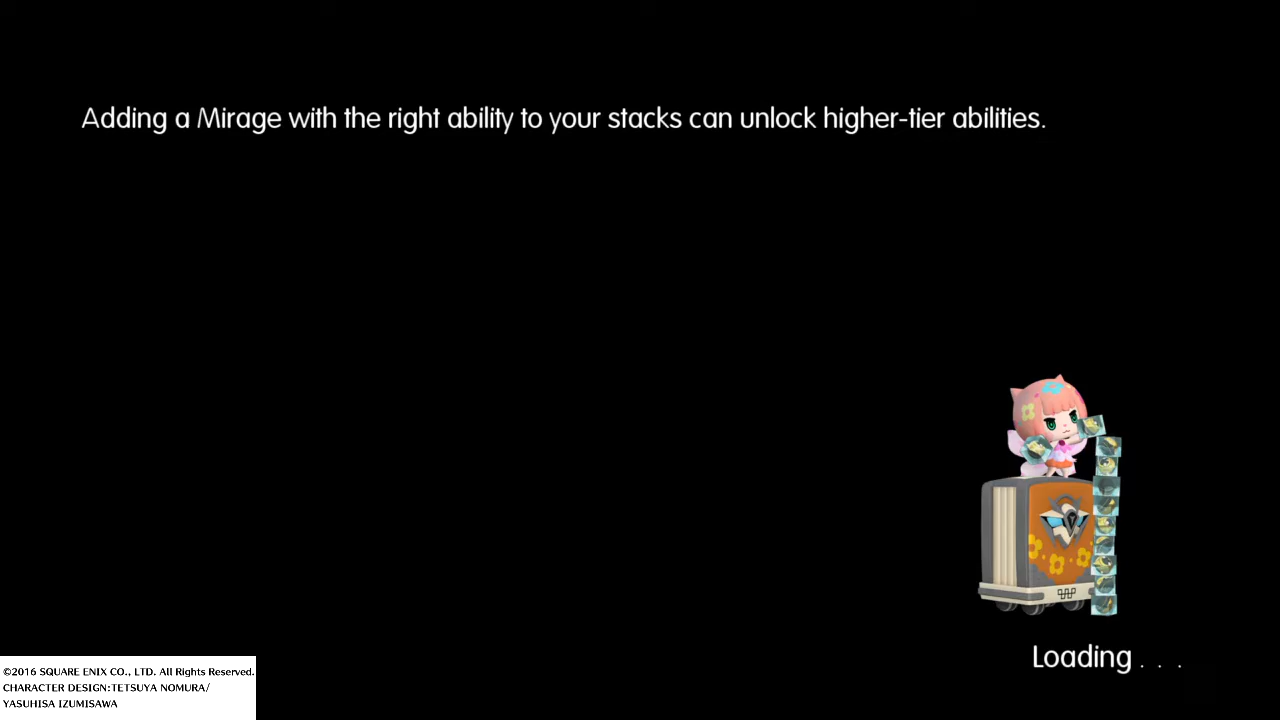 Adding a Mirage with the right ability to your stacks can unlock higher-tier abilities.
Loading . . .
©2016 SQUARE ENIX CO., LTD. All Rights Reserved.
CHARACTER DESIGN:TETSUYA NOMURA/
YASUHISA IZUMISAWA